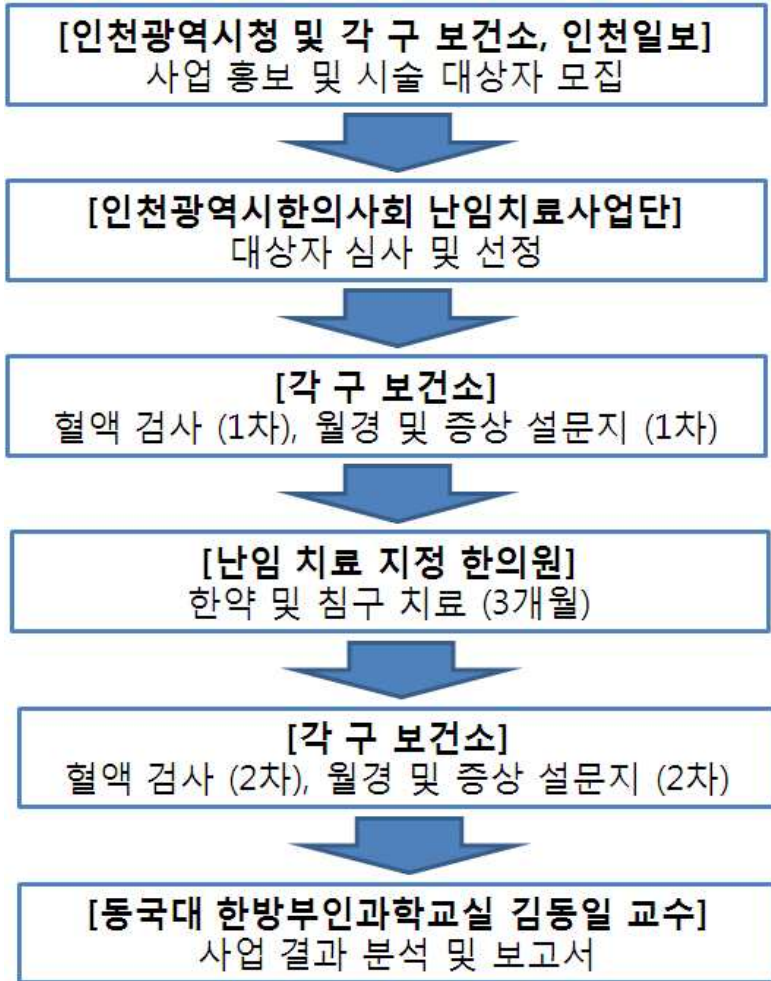 [인천광역시청 및 각 구 보건소, 인천일보]
사업 홍보 및 시술 대상자 모집
[인천광역시한의사회 난임치료사업단]
대상자 심사 및 선정
[각 구 보건소]
혈액 검사 (1차), 월경 및 증상 설문지 (1차)
[난임 치료 지정 한의원]
한약 및 침구 치료 (3개월)
[각 구 보건소]
혈액 검사 (2차), 월경 및 증상 설문지 (2차)
[동국대 한방부인과학교실 김동일 교수]
사업 결과 분석 및 보고서